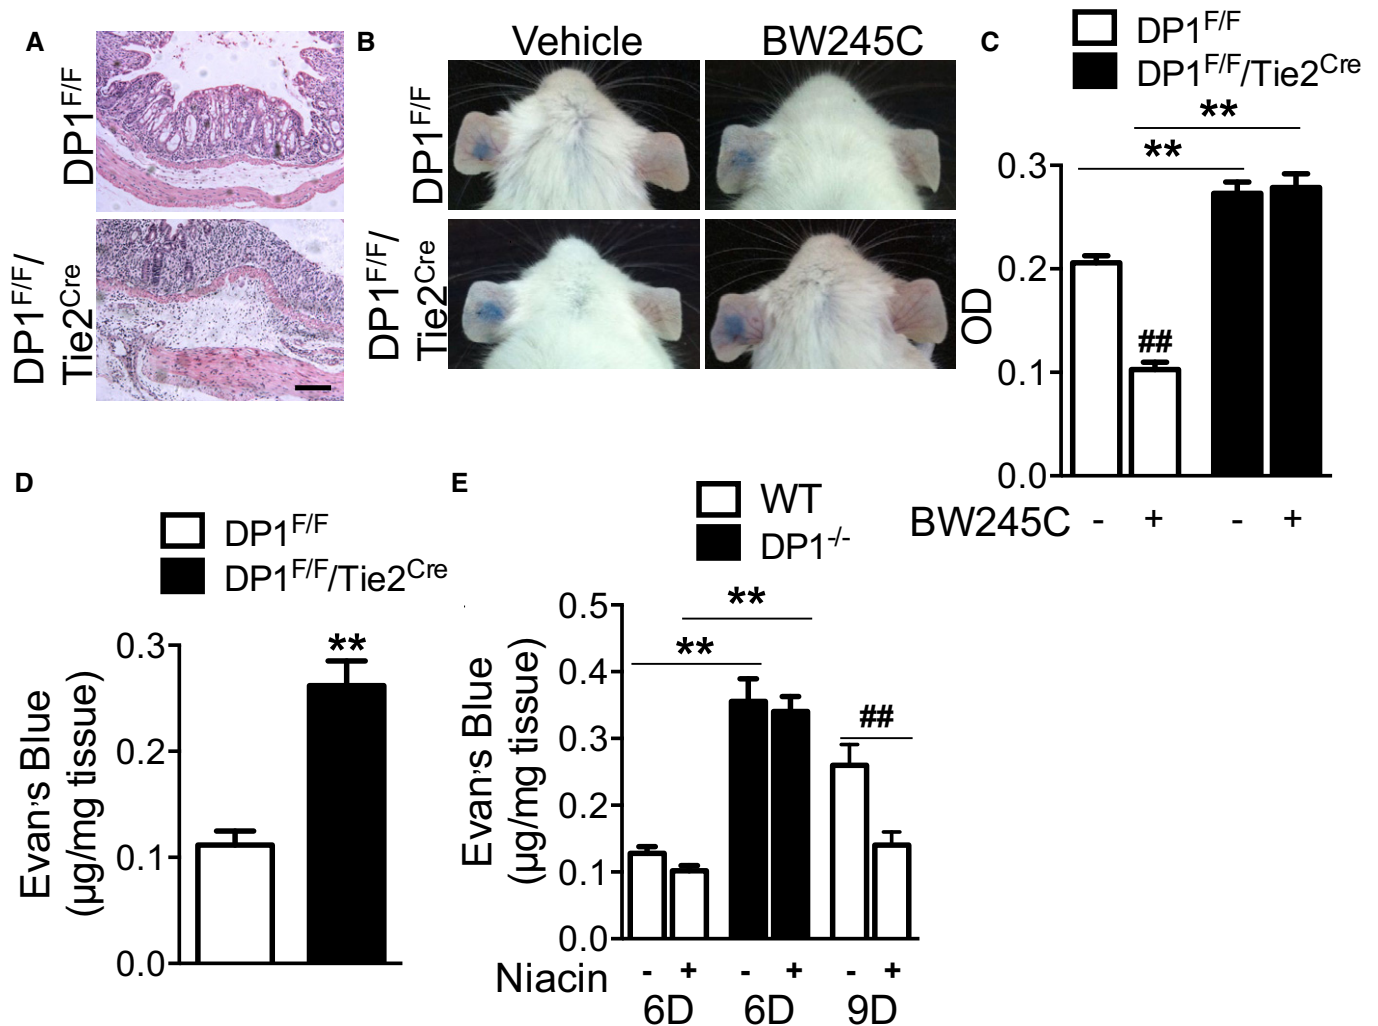 A
DP1F/F
DP1F/F/
Tie2Cre
B
Vehicle BW245C
DP1F/F
DP1F/F/
Tie2Cre
C
DP1F/F
DP1F/F/Tie2Cre
**
**
##
OD
0.3
0.2
0.1
0.0
BW245C - + - +
D
DP1F/F
DP1F/F/Tie2Cre
**
Evan's Blue
(µg/mg tissue)
0.3
0.2
0.1
0.0
E
WT
DP1-/-
**
**
##
Evan's Blue
(µg/mg tissue)
0.5
0.4
0.3
0.2
0.1
0.0
Niacin - + - + - +
6D 6D 9D